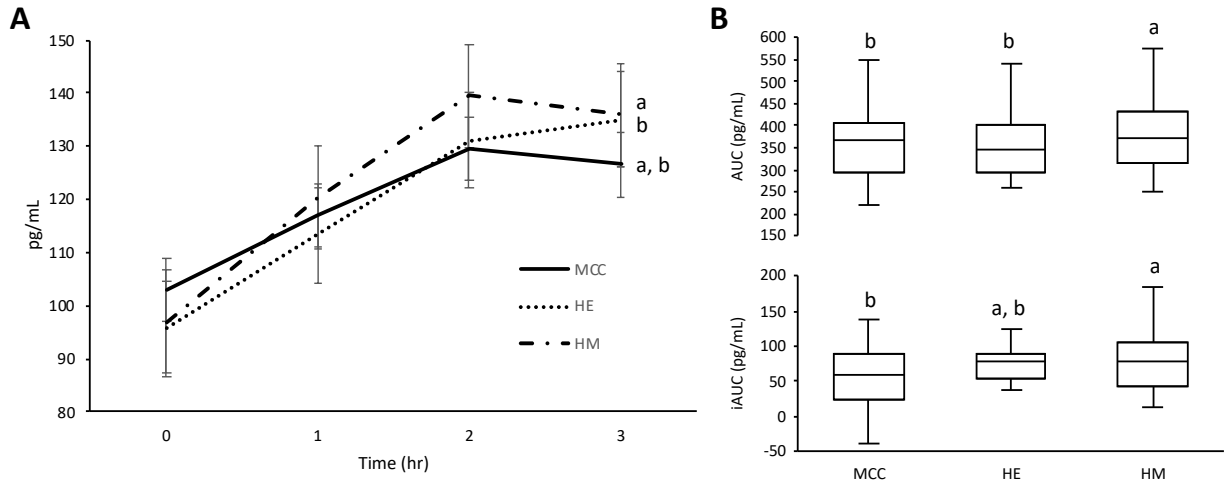 A
150
140
130
120
110
100
90
80
pg/mL
0
1
2
3
Time (hr)
a
b
a, b
MCC
HE
HM
B
600
550
500
450
400
350
300
250
200
150
AUC (pg/mL)
b
b
a
200
150
100
50
0
-50
iAUC (pg/mL)
b
a, b
a
MCC
HE
HM